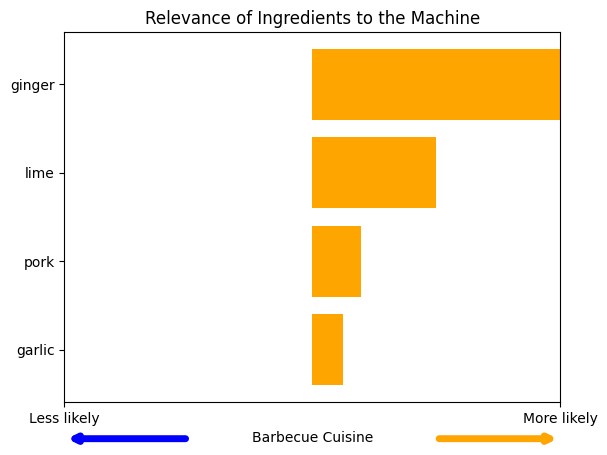 Relevance of Ingredients to the Machine
ginger
lime
pork
garlic
Less likely More likely
Barbecue Cuisine